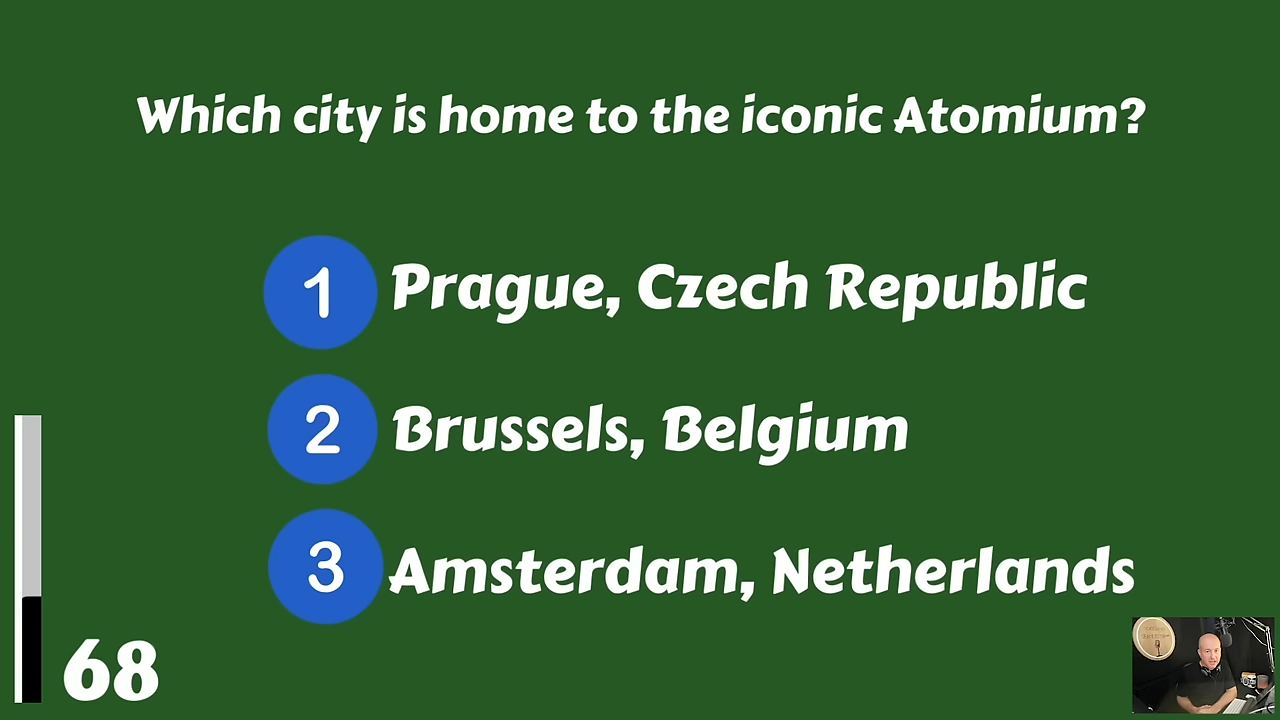 Which city is home to the iconic Atomium?
1 Prague, Czech Republic
2 Brussels, Belgium
3 Amsterdam, Netherlands
68